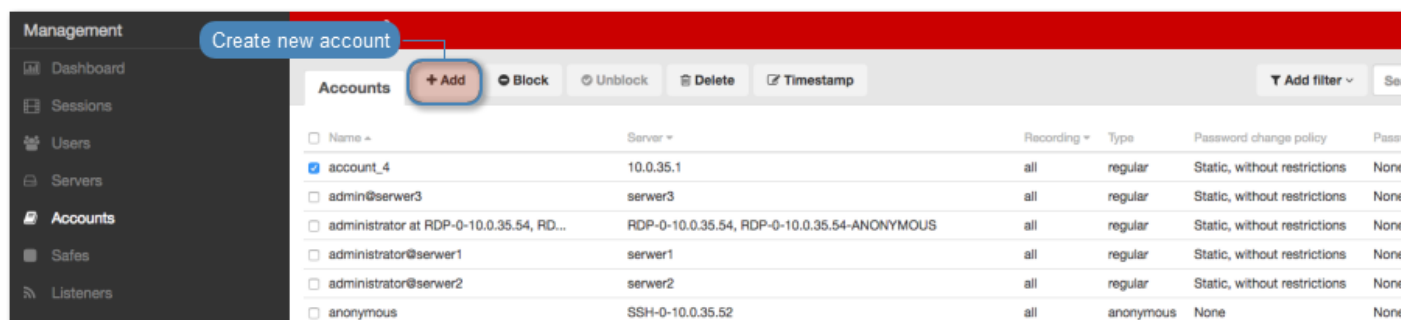 Management
Create new account
Dashboard
Sessions
Users
Servers
Accounts
Safes
Listeners
Accounts + Add Block Unblock Delete Timestamp Add filter
Name Server Recording Type Password change policy
account_4 10.0.35.1 all regular Static, without restrictions None
admin@serwer3 serwer3 all regular Static, without restrictions None
administrator at RDP-0-10.0.35.54, RD... RDP-0-10.0.35.54, RDP-0-10.0.35.54-ANONYMOUS all regular Static, without restrictions None
administrator@serwer1 serwer1 all regular Static, without restrictions None
administrator@serwer2 serwer2 all regular Static, without restrictions None
anonymous SSH-0-10.0.35.52 all anonymous None None